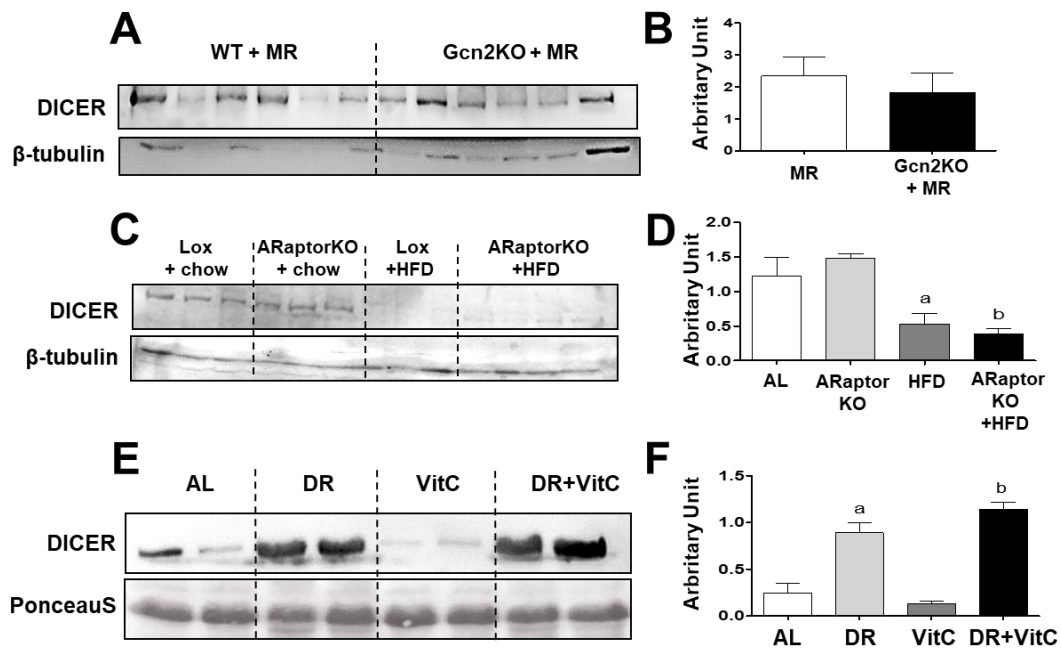 A
WT + MR
Gcn2KO + MR
DICER
β-tubulin
B
Arbritary Unit
4
3
2
1
0
MR
Gcn2KO
+ MR
C
Lox
+ chow
ARaptorKO
+ chow
Lox
+HFD
ARaptorKO
+HFD
DICER
β-tubulin
D
Arbritary Unit
2.0
1.5
1.0
0.5
0.0
a
b
AL
ARaptor
KO
HFD
ARaptor
KO
+HFD
E
AL
DR
VitC
DR+VitC
DICER
PonceauS
F
Arbritary Unit
1.5
1.0
0.5
0.0
a
b
AL
DR
VitC
DR+VitC